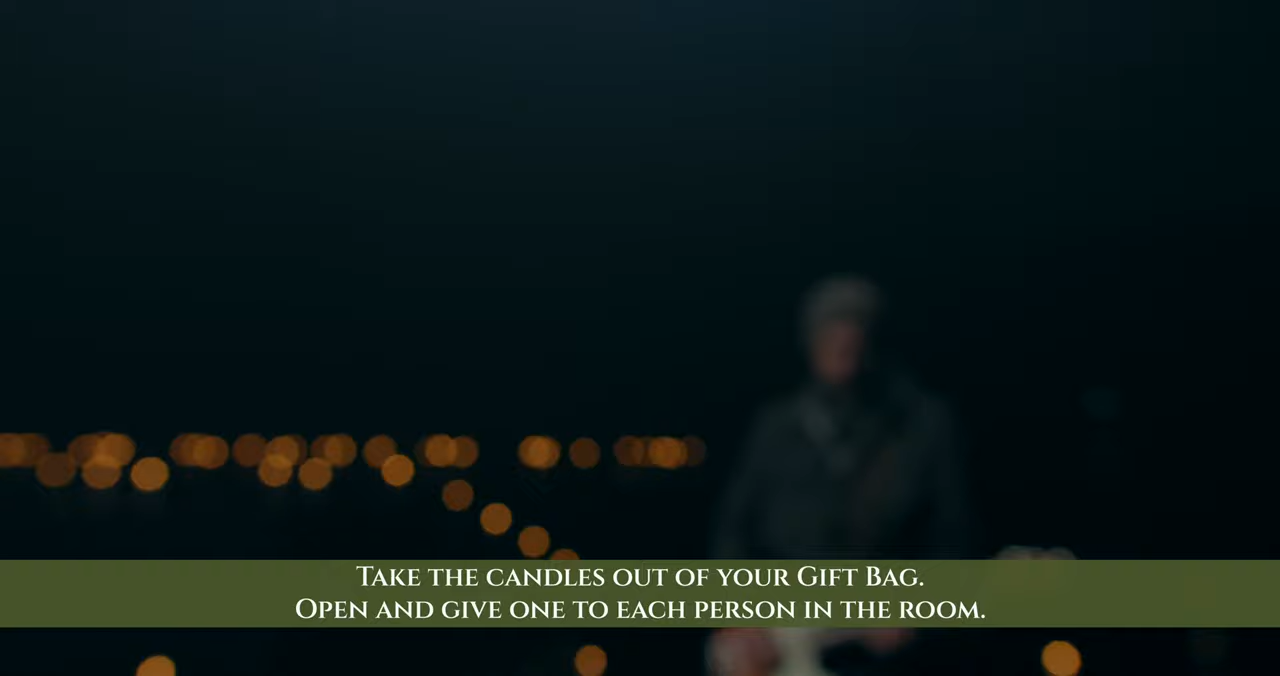 Take the candles out of your Gift Bag.
Open and give one to each person in the room.